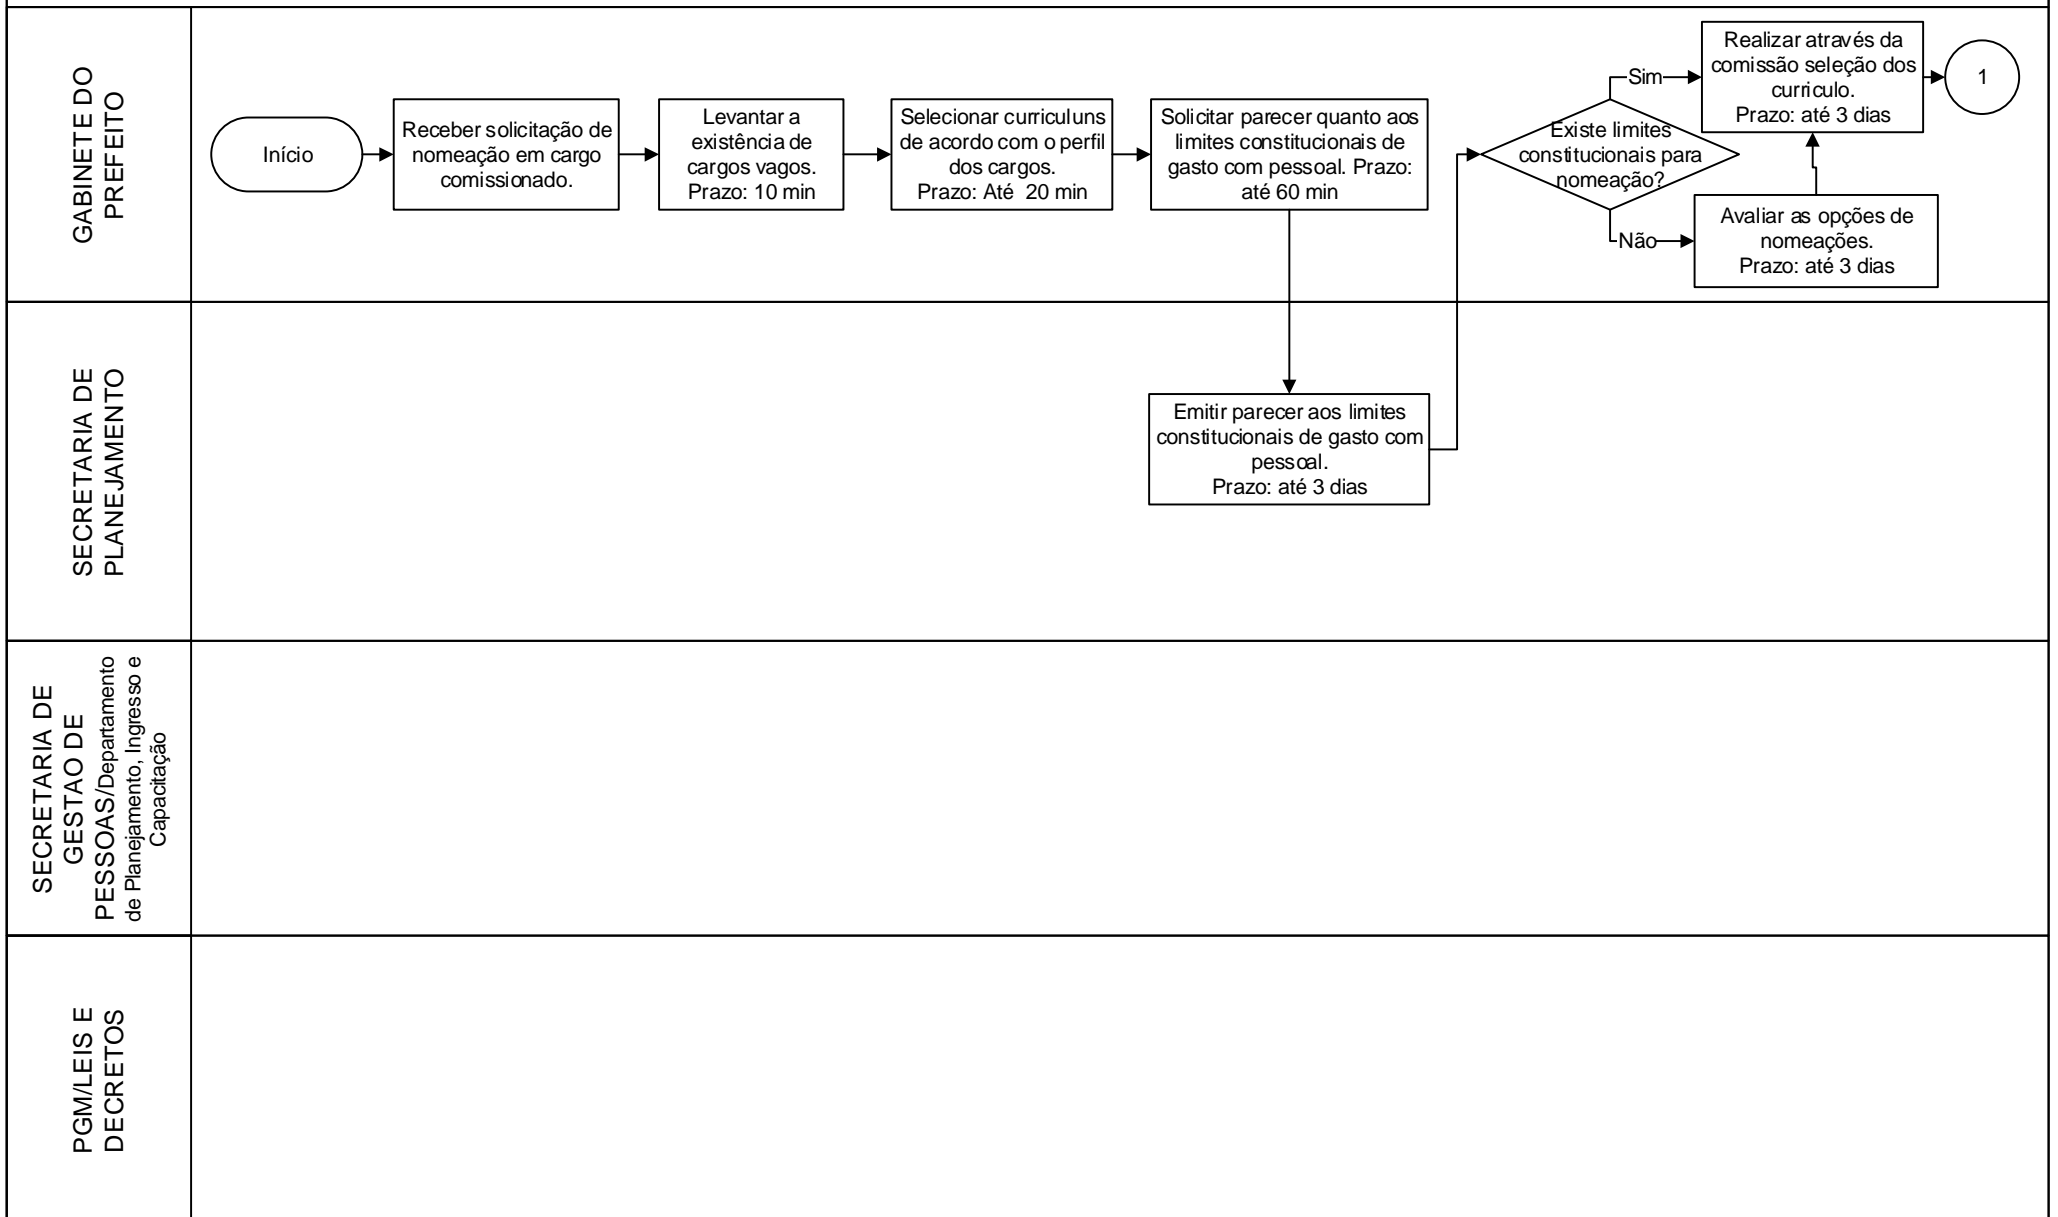 GABINETE DO
PREFEITO
Início
Receber solicitação de
nomeação em cargo
comissionado.
Levantar a
existência de
cargos vagos.
Prazo: 10 min
Selecionar curriculuns
de acordo com o perfil
dos cargos.
Prazo: Até 20 min
Solicitar parecer quanto aos
limites constitucionais de
gasto com pessoal. Prazo:
até 60 min
Existe limites
constitucionais para
nomeação?
Sim
Realizar através da
comissão seleção dos
curriculo.
Prazo: até 3 dias
1
Não
Avaliar as opções de
nomeações.
Prazo: até 3 dias
SECRETARIA DE
PLANEJAMENTO
Emitir parecer aos limites
constitucionais de gasto com
pessoal.
Prazo: até 3 dias
SECRETARIA DE
GESTAO DE
PESSOAS/Departamento
de Planejamento, Ingresso e
Capacitação
PGM/LEIS E
DECRETOS